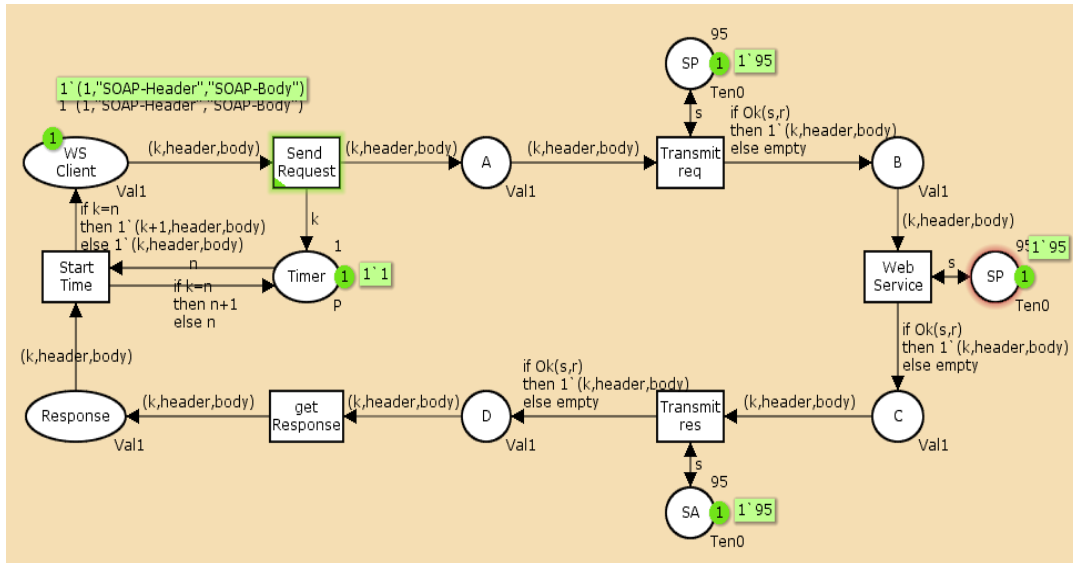 95
SP
1
1`95
Ten0
1`(1,"SOAP-Header","SOAP-Body")
1`(1,"SOAP-Header","SOAP-Body")
s
if Ok(s,r)
then 1`(k,header,body)
else empty
1
WS
Client
Val1
(k,header,body)
Send
Request
(k,header,body)
A
Val1
(k,header,body)
Transmit
req
B
Val1
if k=n
then 1`(k+1,header,body)
else 1`(k,header,body)
k
(k,header,body)
Start
Time
n
if k=n
then n+1
else n
1
Timer
1
1`1
P
Web
Service
s
95
1`95
SP
1
Ten0
if Ok(s,r)
then 1`(k,header,body)
else empty
(k,header,body)
Response
Val1
(k,header,body)
get
Response
(k,header,body)
D
Val1
if Ok(s,r)
then 1`(k,header,body)
else empty
Transmit
res
(k,header,body)
C
Val1
s
95
SA
1
1`95
Ten0